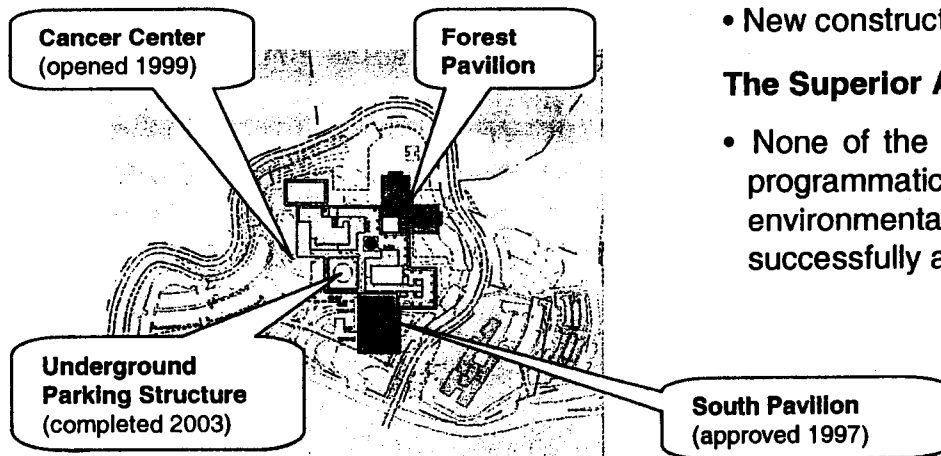 Cancer Center
(opened 1999)
Forest
Pavilion
Underground
Parking Structure
(completed 2003)
South Pavilion
(approved 1997)
• New construct
The Superior A
• None of the
programmatic
environmenta
successfully a